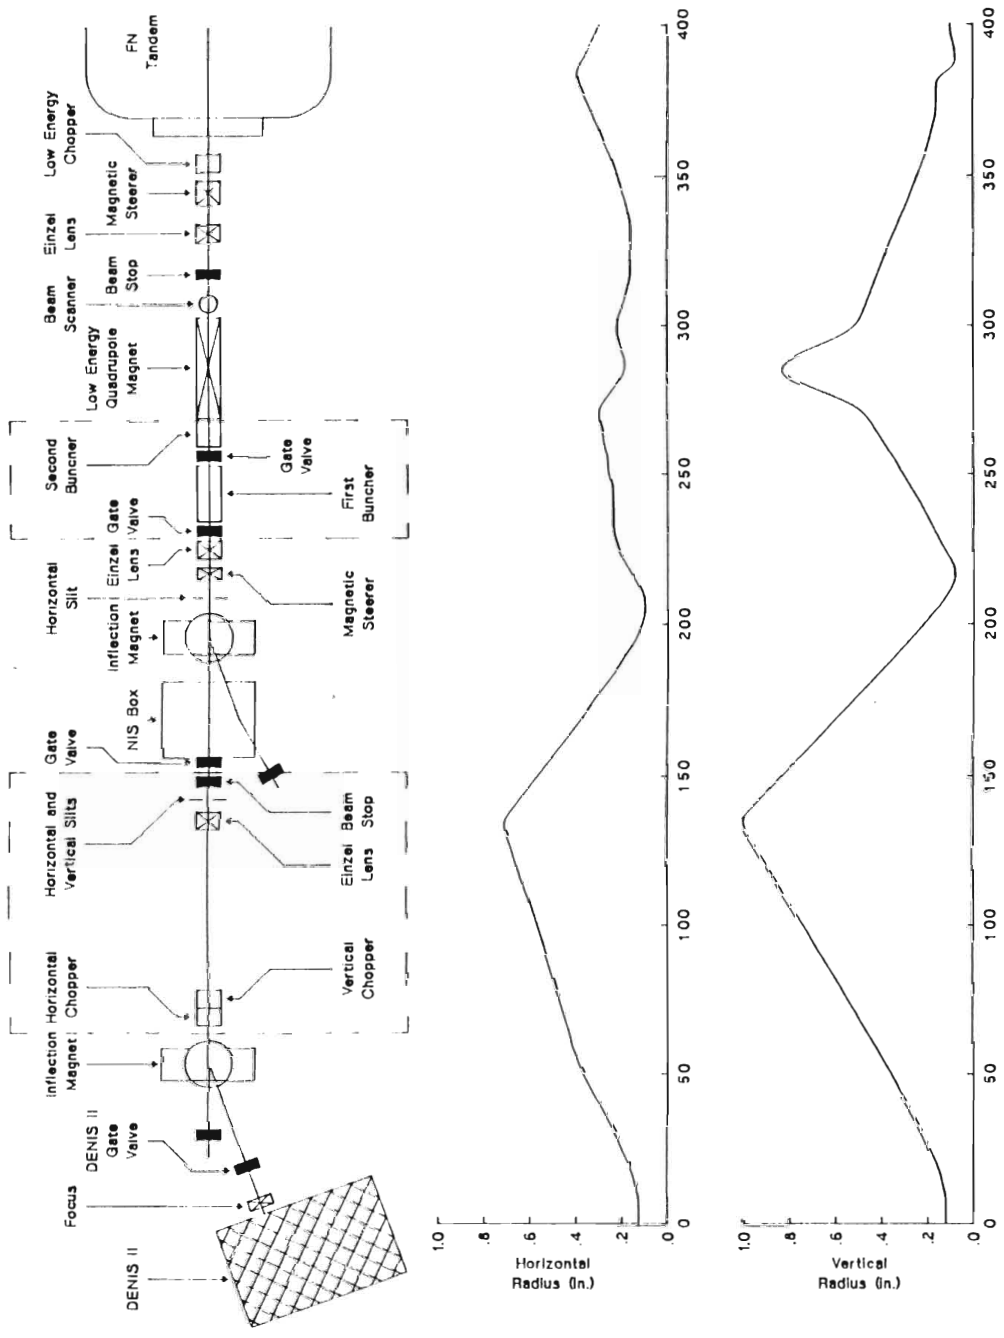 DENIS II
Focus
DENIS II
Gate
Valve
Inflection
Magnet
Horizontal
Chopper
Vertical
Chopper
Horizontal and
Vertical Slits
Einzel
Lens
Beam
Stop
Gate
Valve
NIS Box
Inflection
Magnet
Horizontal
Slit
Magnetic
Steerer
Einzel
Lens
Gate
Valve
First
Buncher
Gate
Valve
Second
Buncner
Low Energy
Quadrupole
Magnet
Beam
Scanner
Beam
Stop
Einzel
Lens
Magnetic
Steerer
Low Energy
Chopper
FN
Tandem
Horizontal
Radius (in.)
1.0
.8
.6
.4
.2
.0
0
50
100
150
200
250
300
350
400
Vertical
Radius (in.)
1.0
.8
.6
.4
.2
.0
0
50
100
150
200
250
300
350
400